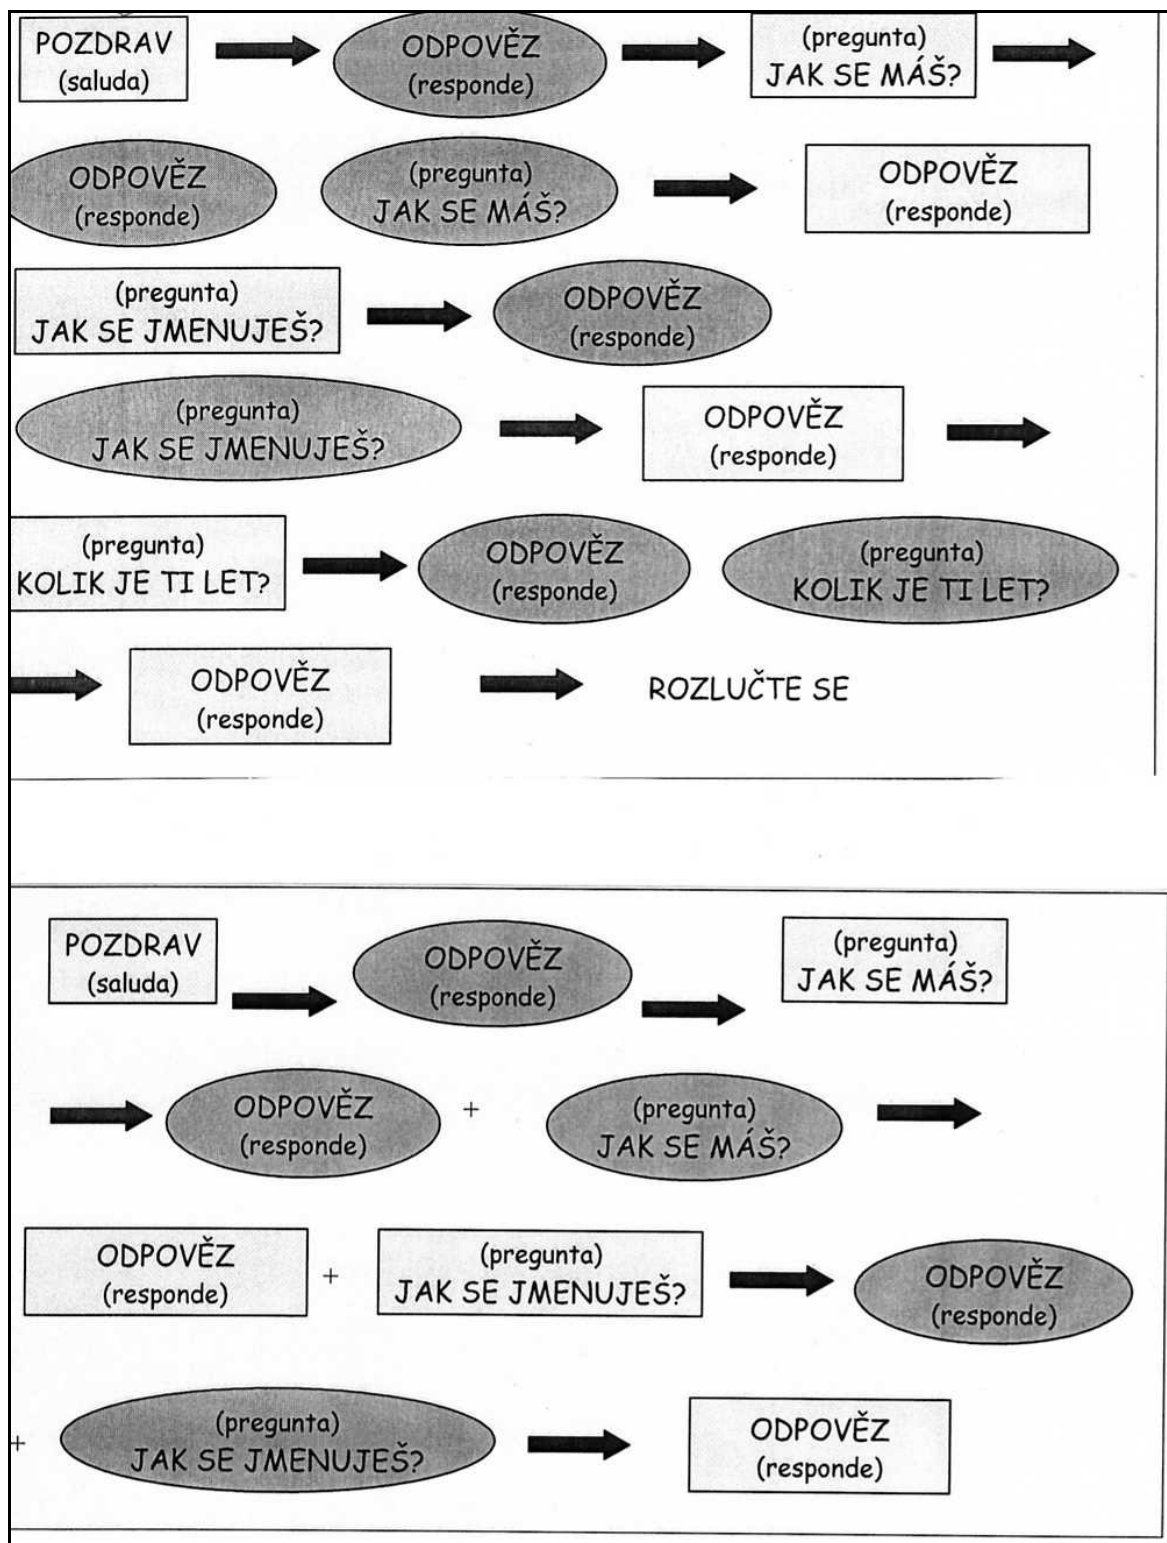 POZDRAV
(saluda)
ODPOVĚZ
(responde)
(pregunta)
JAK SE MÁŠ?
ODPOVĚZ
(responde)
(pregunta)
JAK SE MÁŠ?
ODPOVĚZ
(responde)
(pregunta)
JAK SE JMENUJEŠ?
ODPOVĚZ
(responde)
(pregunta)
JAK SE JMENUJEŠ?
ODPOVĚZ
(responde)
(pregunta)
KOLIK JE TI LET?
ODPOVĚZ
(responde)
(pregunta)
KOLIK JE TI LET?
ODPOVĚZ
(responde)
ROZLUČTE SE
POZDRAV
(saluda)
ODPOVĚZ
(responde)
(pregunta)
JAK SE MÁŠ?
ODPOVĚZ
(responde)
+
(pregunta)
JAK SE MÁŠ?
ODPOVĚZ
(responde)
+
(pregunta)
JAK SE JMENUJEŠ?
ODPOVĚZ
(responde)
+
(pregunta)
JAK SE JMENUJEŠ?
ODPOVĚZ
(responde)